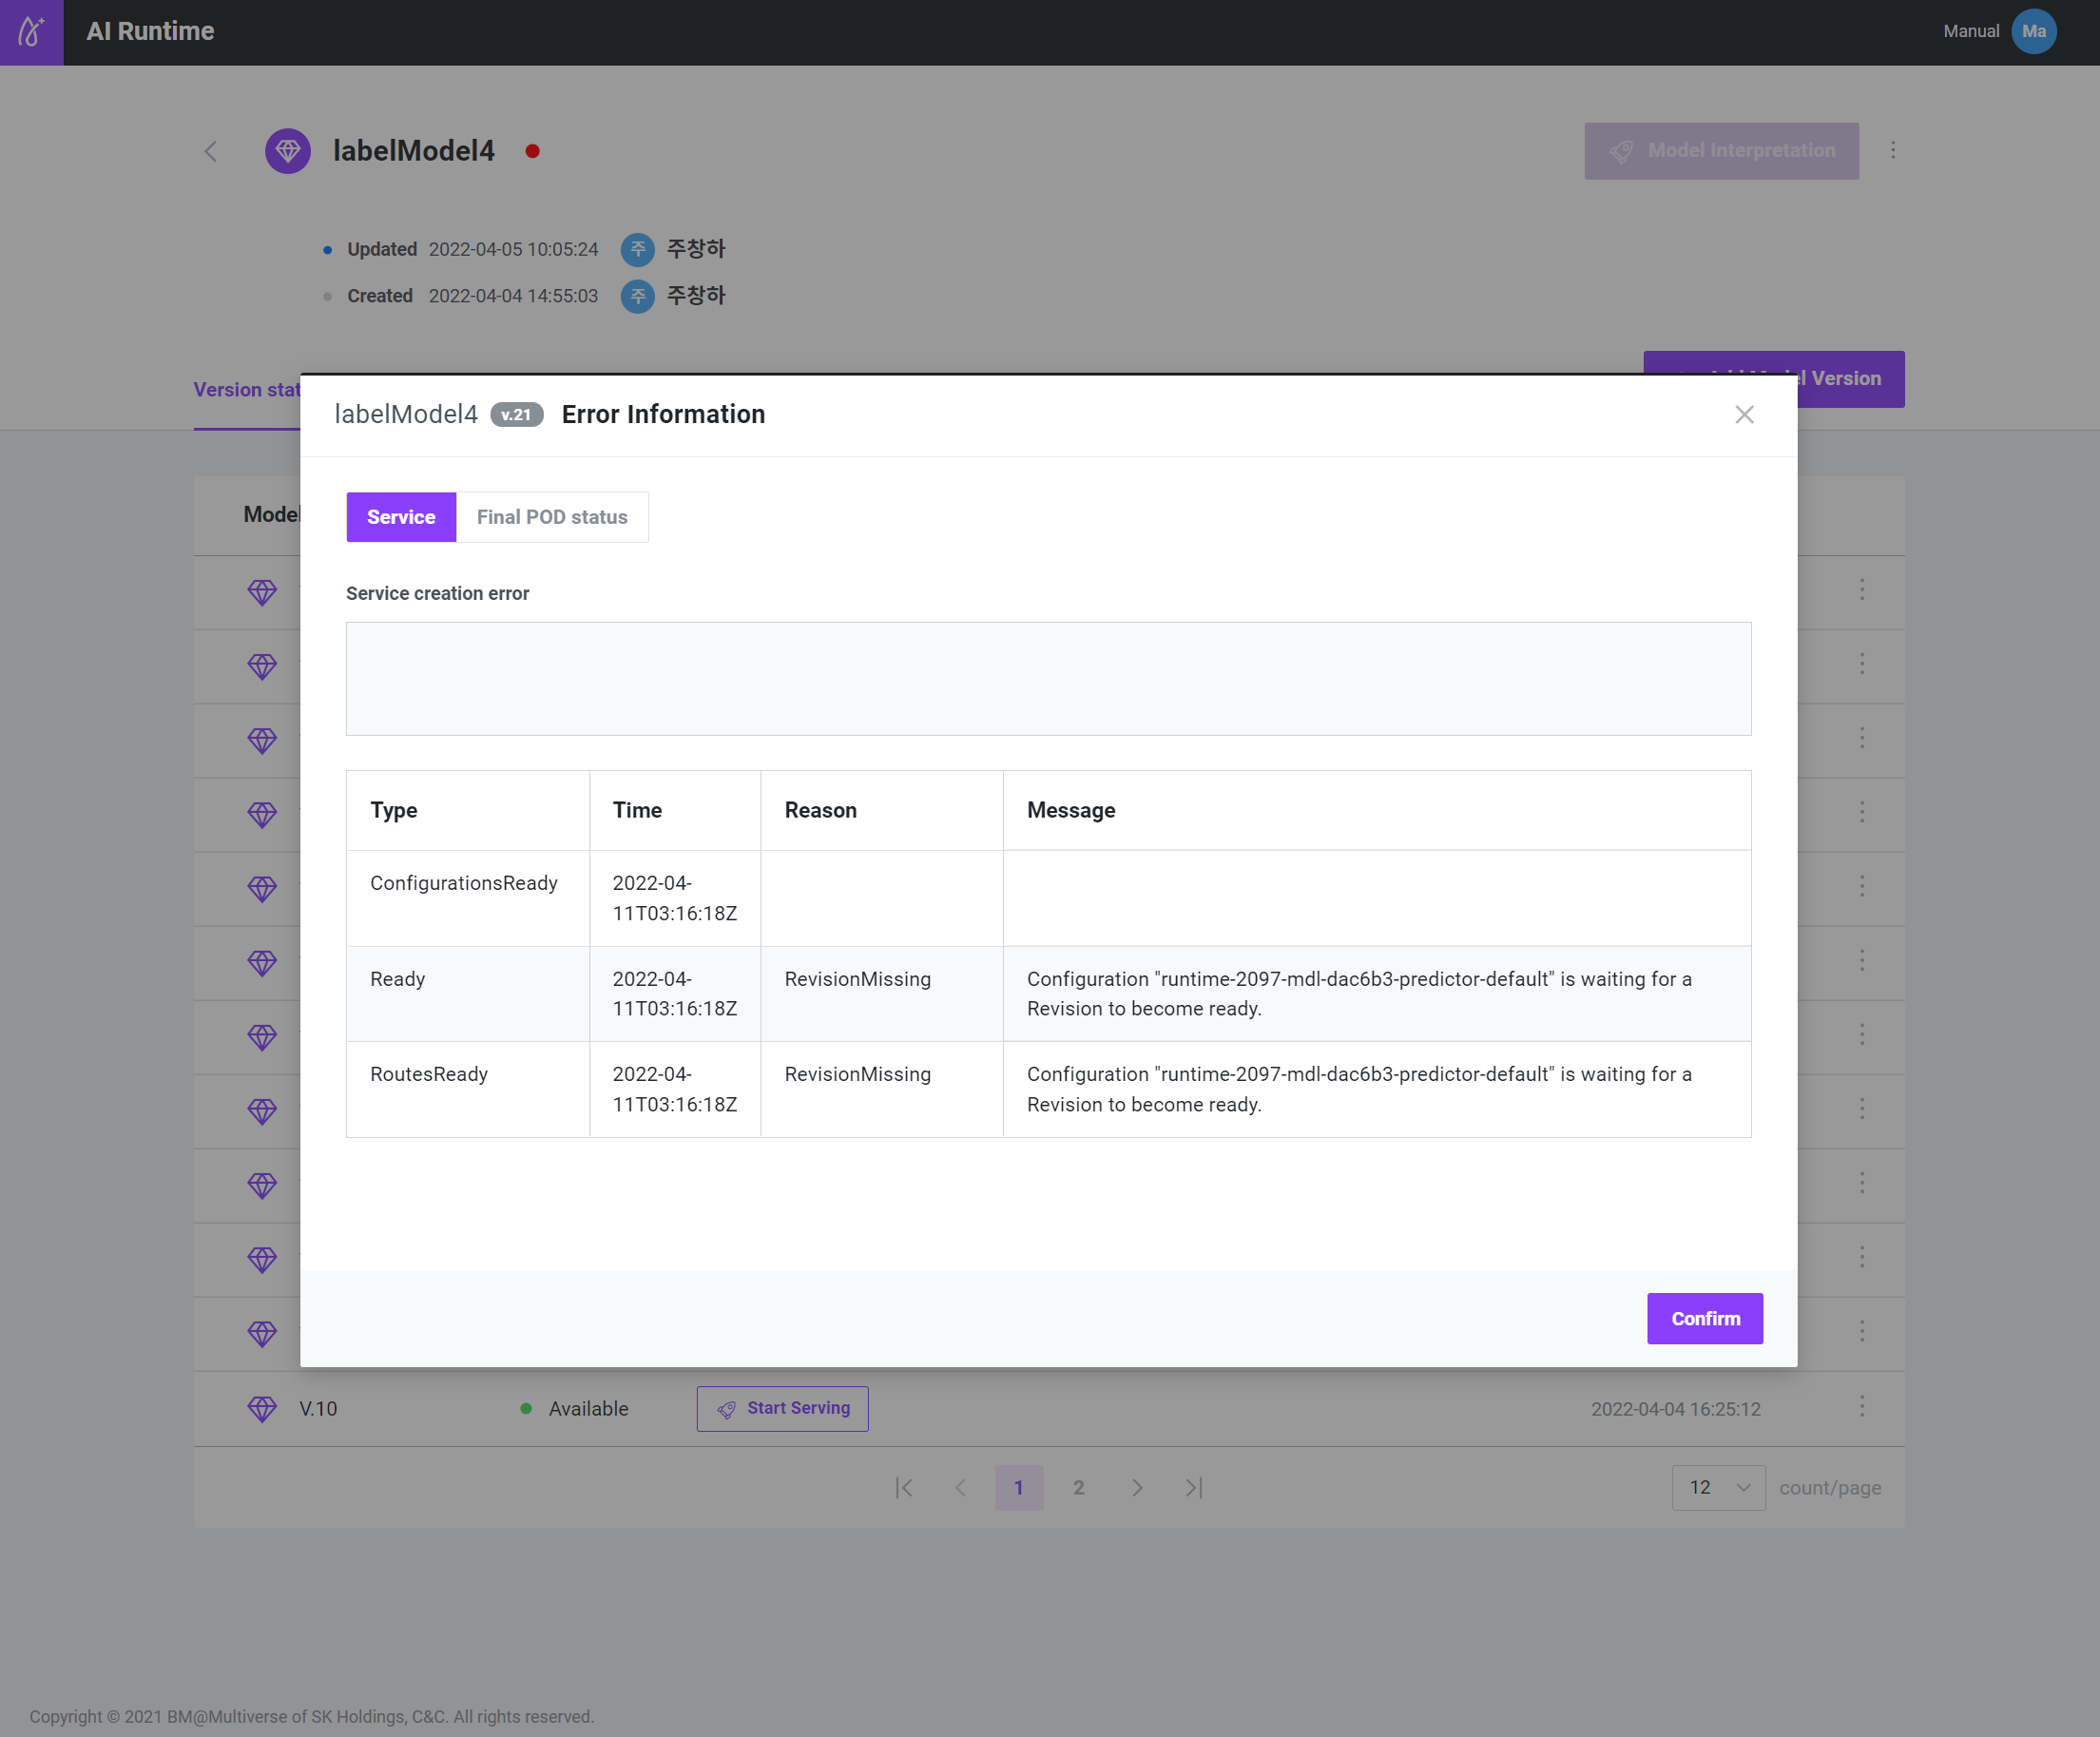 AI Runtime
Manual
Ma
labelModel4
Model Interpretation
Updated 2022-04-05 10:05:24 주 주창하
Created 2022-04-04 14:55:03 주 주창하
Version stat
Version
labelModel4 v.21 Error Information
Service
Final POD status
Service creation error
Type Time Reason Message
ConfigurationsReady 2022-04-
11T03:16:18Z
Ready 2022-04- RevisionMissing Configuration "runtime-2097-mdl-dac6b3-predictor-default" is waiting for a
11T03:16:18Z Revision to become ready.
RoutesReady 2022-04- RevisionMissing Configuration "runtime-2097-mdl-dac6b3-predictor-default" is waiting for a
11T03:16:18Z Revision to become ready.
Confirm
Model
V.10 Available Start Serving 2022-04-04 16:25:12
1 2 12 count/page
Copyright © 2021 BM@Multiverse of SK Holdings, C&C. All rights reserved.